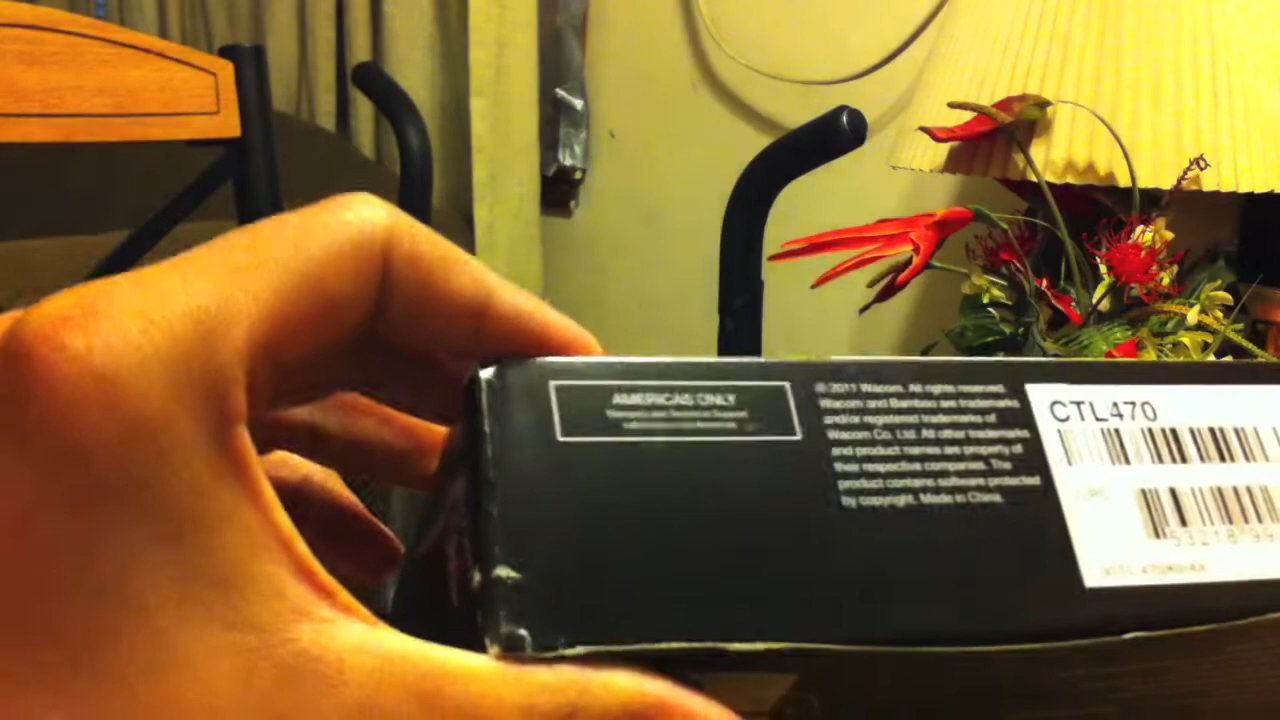 AMERICAS ONLY
© 2011 Wacom. All rights reserved.
Wacom and Bamboo are trademarks
and/or registered trademarks of
Wacom Co. Ltd. All other trademarks
and product names are property of
their respective companies. The
product contains software protected
by copyright. Made in China.
CTL470
53218 99